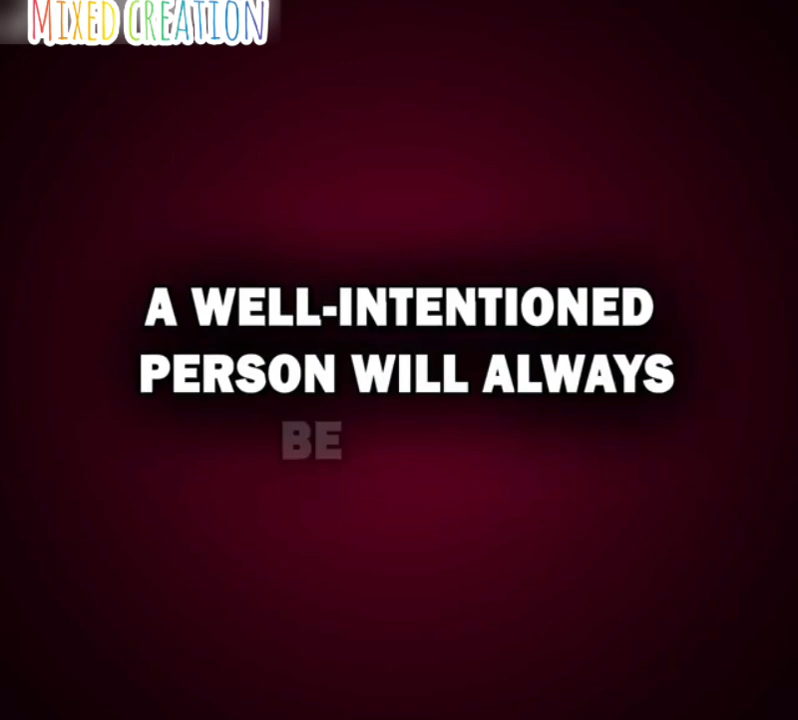 MIXED CREATION
A WELL-INTENTIONED
PERSON WILL ALWAYS
BE